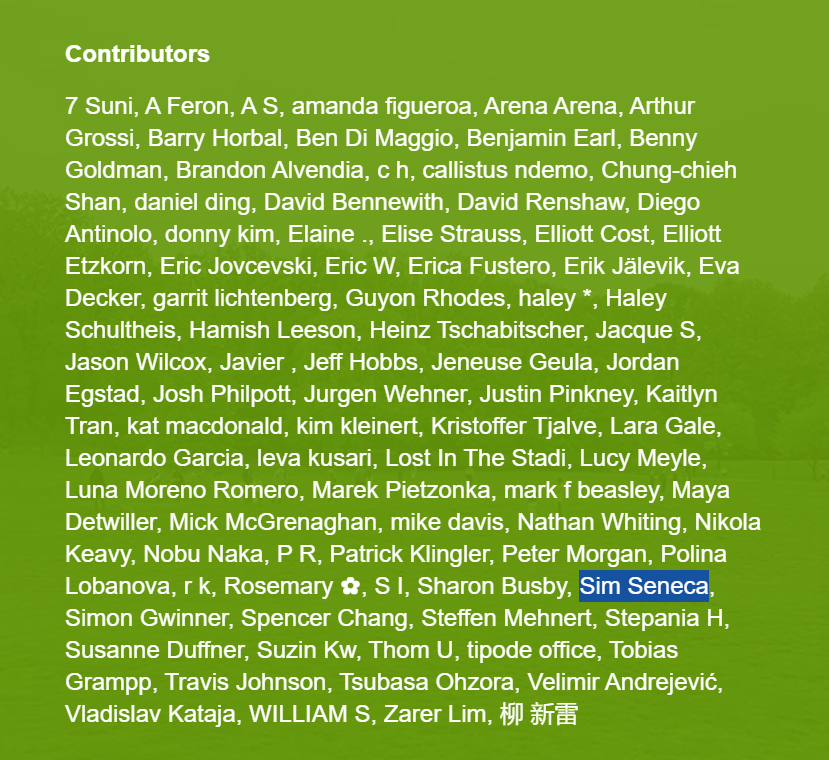 Contributors
7 Suni, A Feron, A S, amanda figueroa, Arena Arena, Arthur
Grossi, Barry Horbal, Ben Di Maggio, Benjamin Earl, Benny
Goldman, Brandon Alvendia, c h, callistus ndemo, Chung-chieh
Shan, daniel ding, David Bennewith, David Renshaw, Diego
Antinolo, donny kim, Elaine ., Elise Strauss, Elliott Cost, Elliott
Etzkorn, Eric Jovcevski, Eric W, Erica Fustero, Erik Jälevik, Eva
Decker, garrit lichtenberg, Guyon Rhodes, haley *, Haley
Schultheis, Hamish Leeson, Heinz Tschabitscher, Jacque S,
Jason Wilcox, Javier , Jeff Hobbs, Jeneuse Geula, Jordan
Egstad, Josh Philpott, Jurgen Wehner, Justin Pinkney, Kaitlyn
Tran, kat macdonald, kim kleinert, Kristoffer Tjalve, Lara Gale,
Leonardo Garcia, leva kusari, Lost In The Stadi, Lucy Meyle,
Luna Moreno Romero, Marek Pietzonka, mark f beasley, Maya
Detwiller, Mick McGrenaghan, mike davis, Nathan Whiting, Nikola
Keavy, Nobu Naka, P R, Patrick Klingler, Peter Morgan, Polina
Lobanova, r k, Rosemary ✿, S I, Sharon Busby, Sim Seneca,
Simon Gwinner, Spencer Chang, Steffen Mehnert, Stepania H,
Susanne Duffner, Suzin Kw, Thom U, tipode office, Tobias
Grampp, Travis Johnson, Tsubasa Ohzora, Velimir Andrejević,
Vladislav Kataja, WILLIAM S, Zarer Lim, 柳 新雷